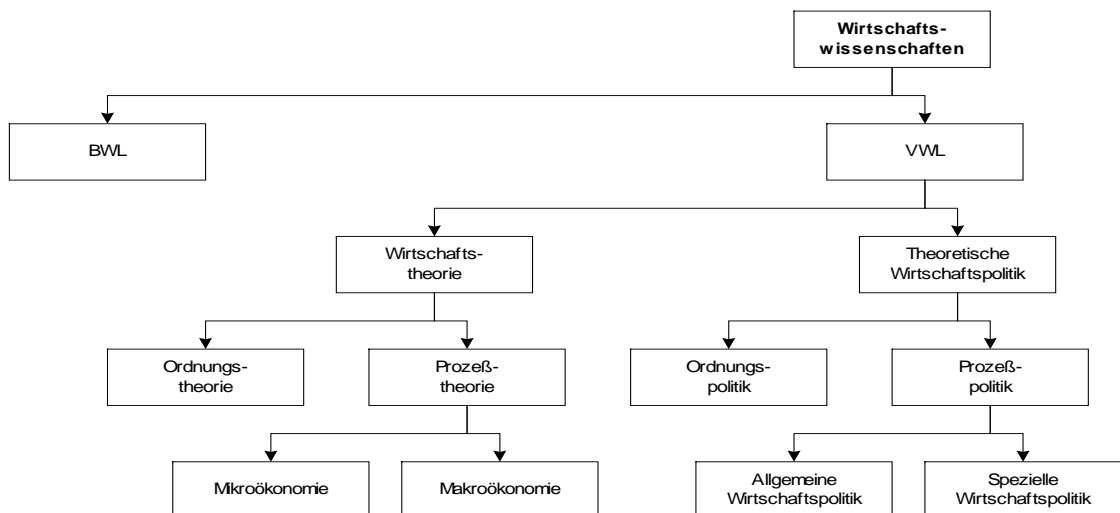 Wirtschafts-
wissenschaften
BWL
VWL
Wirtschafts-
theorie
Theoretische
Wirtschaftspolitik
Ordnungs-
theorie
Prozeß-
theorie
Ordnungs-
politik
Prozeß-
politik
Mikroökonomie
Makroökonomie
Allgemeine
Wirtschaftspolitik
Spezielle
Wirtschaftspolitik